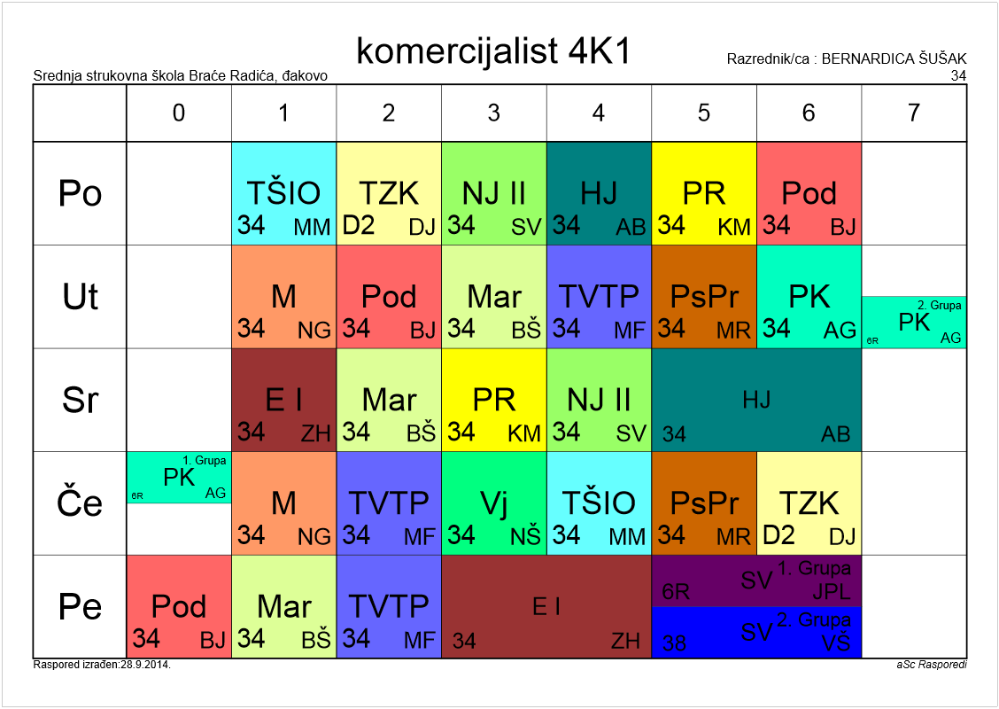 komercijalist 4K1
Razrednik/ca : BERNARDICA ŠUŠAK
Srednja strukovna škola Braće Radića, đakovo
34
0 1 2 3 4 5 6 7
Po
TŠIO
34 MM
TZK
D2 DJ
NJ II
34 SV
HJ
34 AB
PR
34 KM
Pod
34 BJ
Ut
M
34 NG
Pod
34 BJ
Mar
34 BŠ
TVTP
34 MF
PsPr
34 MR
PK
34 AG
2. Grupa
PK
6R AG
Sr
E I
34 ZH
Mar
34 BŠ
PR
34 KM
NJ II
34 SV
HJ
34 AB
Če
1. Grupa
PK
6R AG
M
34 NG
TVTP
34 MF
Vj
34 NŠ
TŠIO
34 MM
PsPr
34 MR
TZK
D2 DJ
Pe
Pod
34 BJ
Mar
34 BŠ
TVTP
34 MF
E I
34 ZH
1. Grupa
SV
6R JPL
2. Grupa
SV
38 VŠ
Raspored izrađen:28.9.2014.
aSc Rasporedi